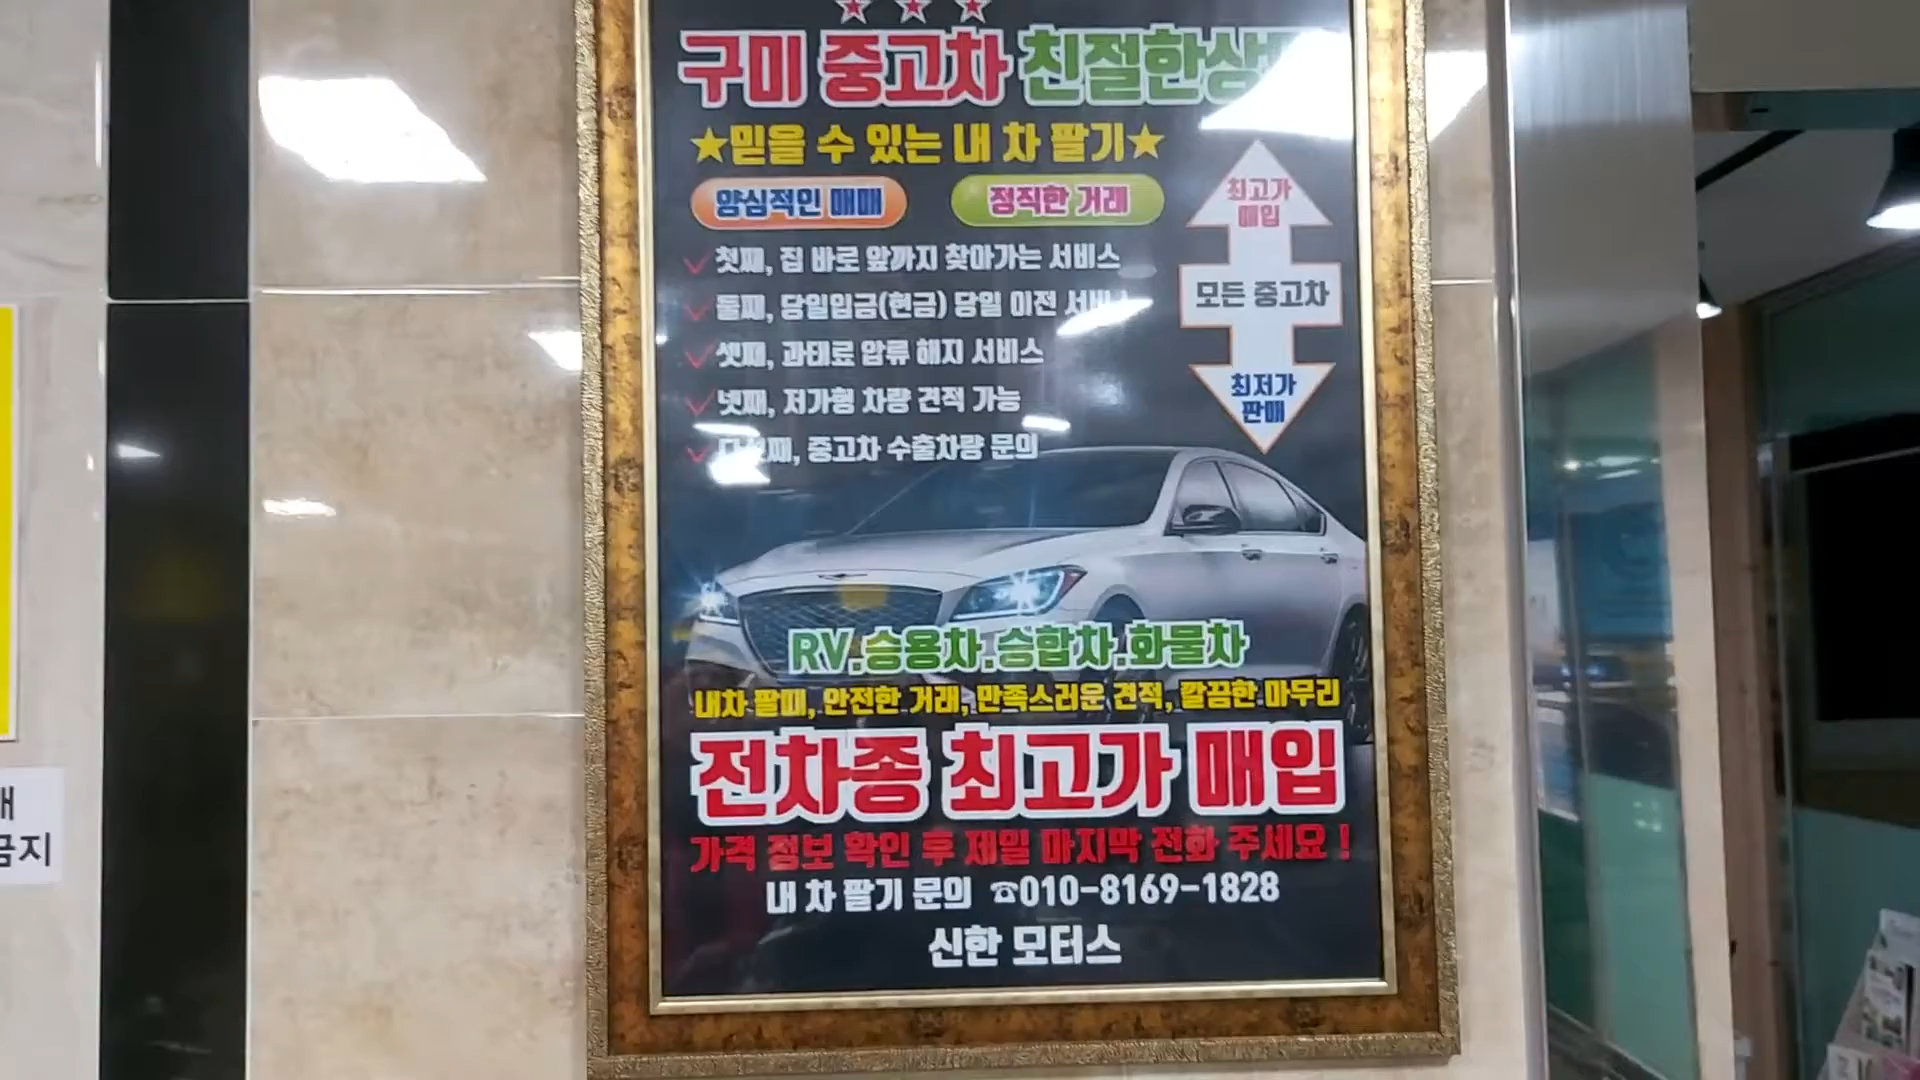 구미 중고차 친절한상
★믿을 수 있는 내 차 팔기★
양심적인 매매
정직한 거래
첫째, 집 바로 앞까지 찾아가는 서비스
둘째, 당일입금(현금) 당일 이전 서비스
셋째, 과태료 압류 해지 서비스
넷째, 저가형 차량 견적 가능
다섯째, 중고차 수출차량 문의
최고가
매입
모든 중고차
최저가
판매
RV.승용차.승합차.화물차
내차 팔때, 안전한 거래, 만족스러운 견적, 깔끔한 마무리
전차종 최고가 매입
가격 정보 확인 후 제일 마지막 전화 주세요 !
내 차 팔기 문의 ☎010-8169-1828
신한 모터스
금지